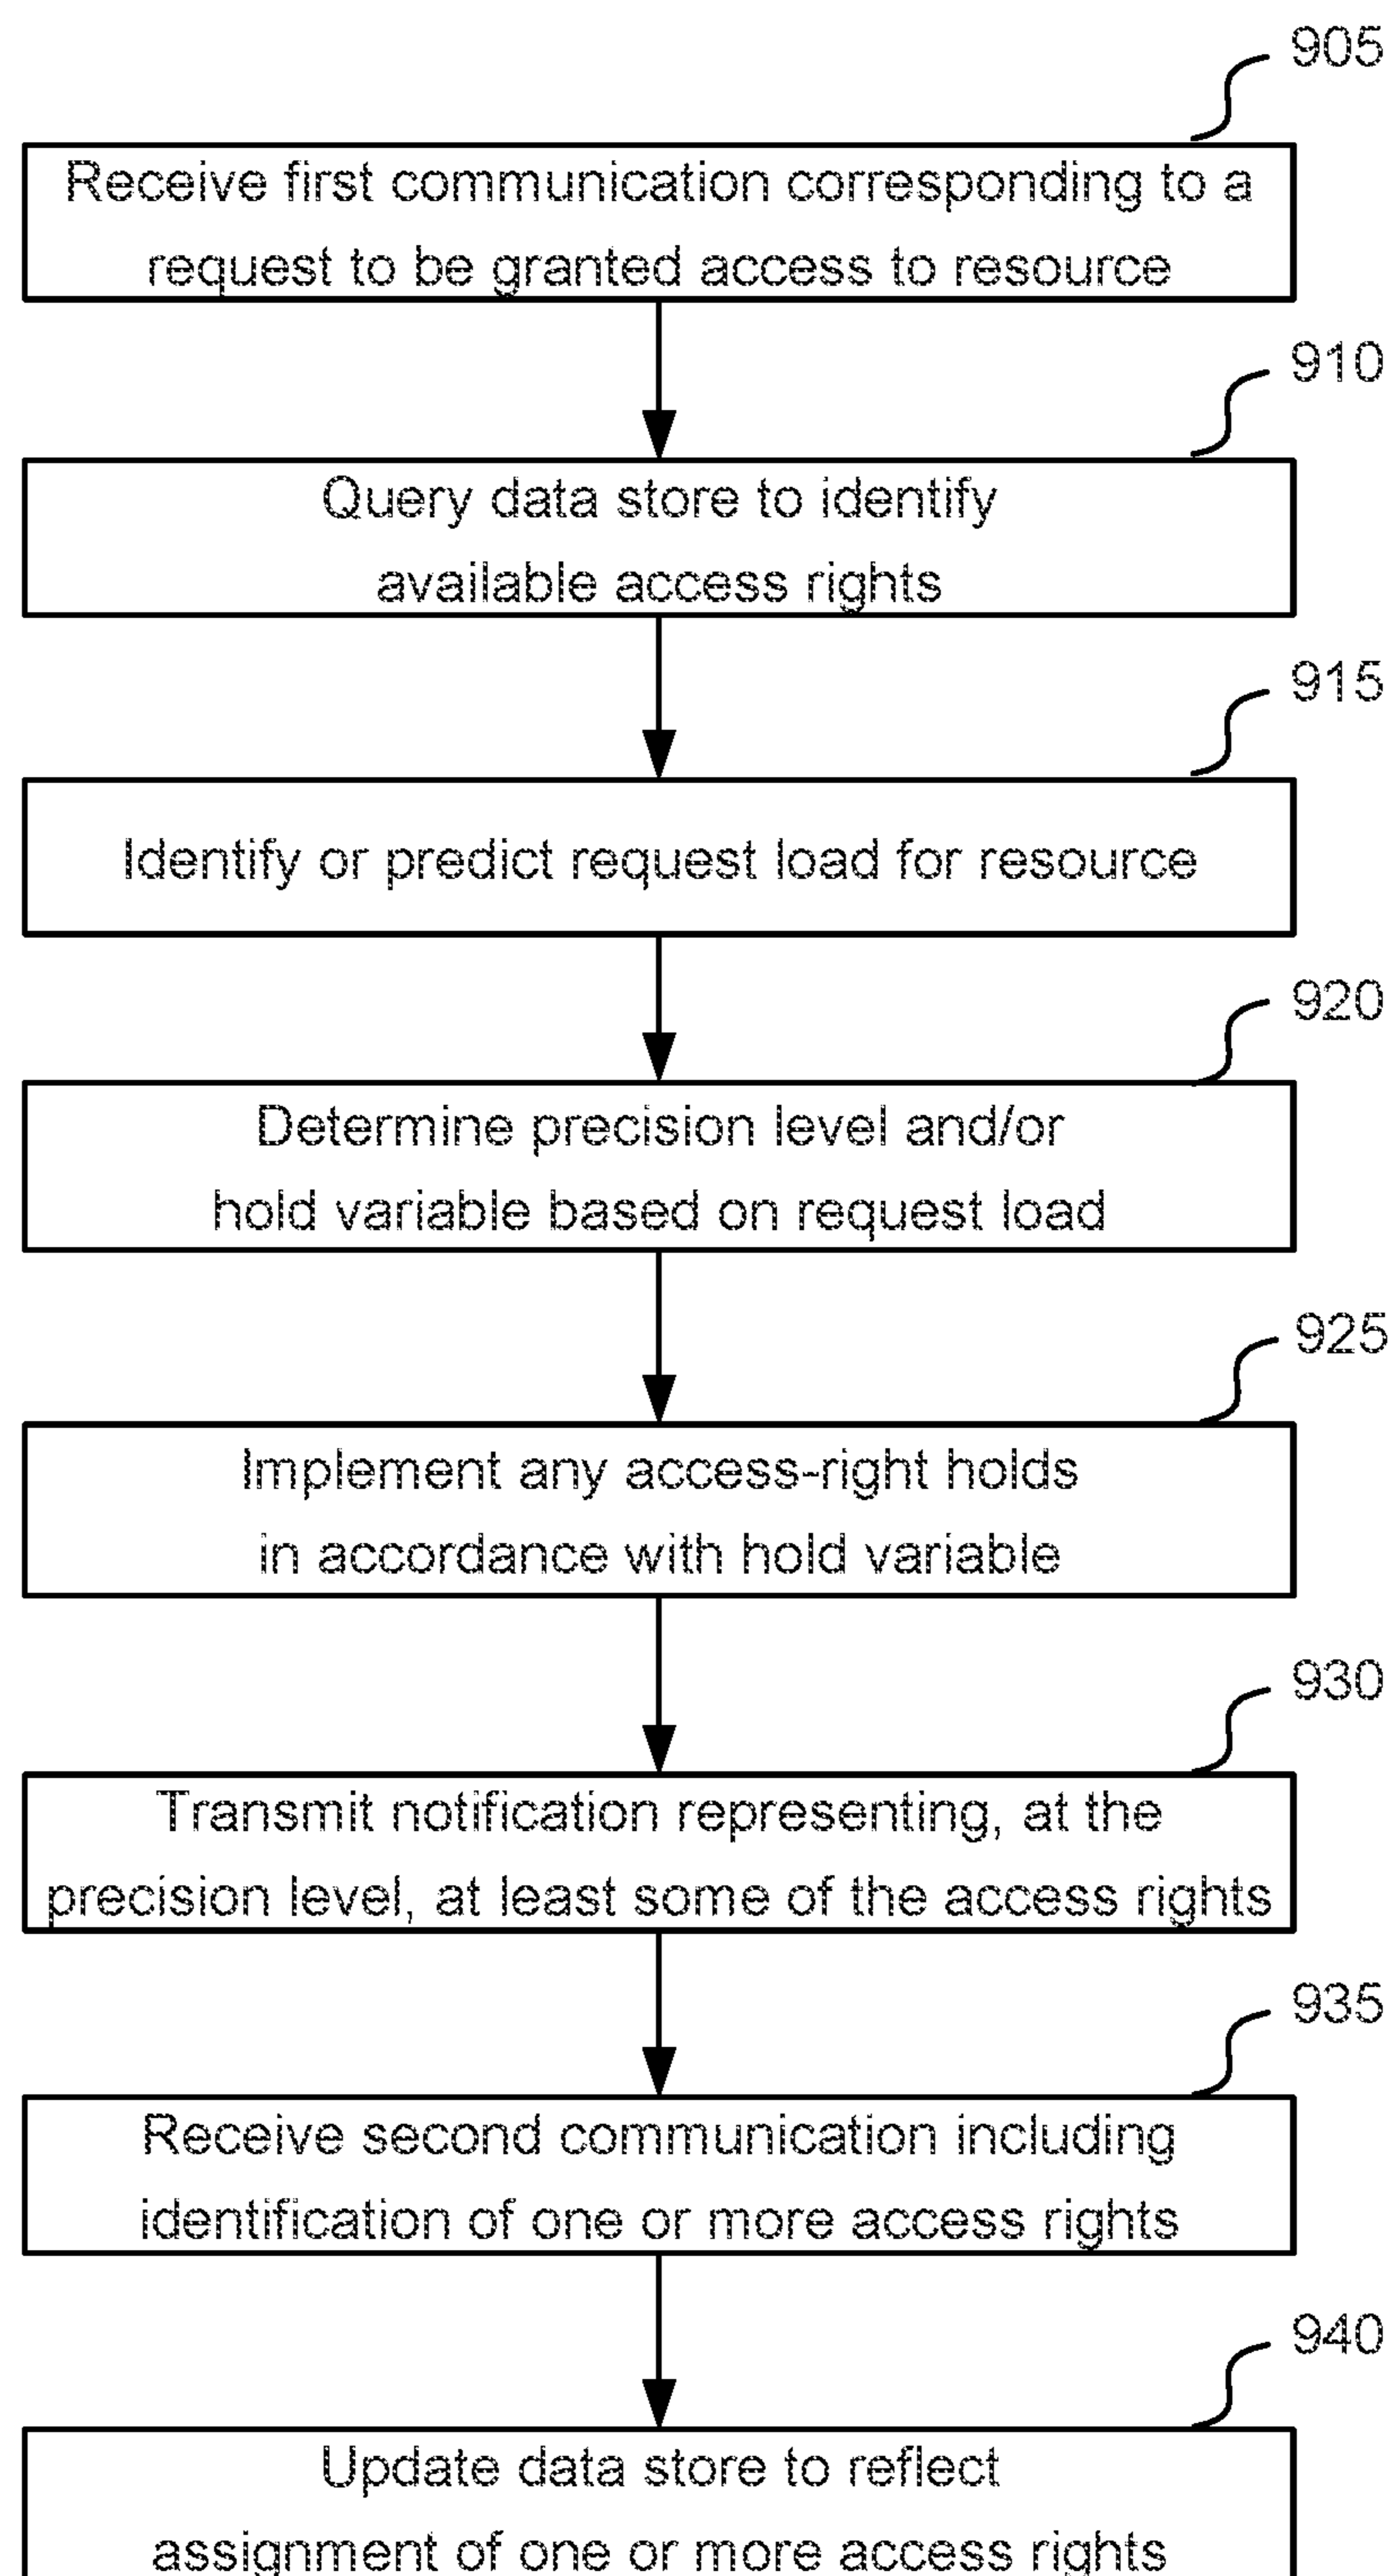 905
Receive first communication corresponding to a
request to be granted access to resource
910
Query data store to identify
available access rights
915
Identify or predict request load for resource
920
Determine precision level and/or
hold variable based on request load
925
Implement any access-right holds
in accordance with hold variable
930
Transmit notification representing, at the
precision level, at least some of the access rights
935
Receive second communication including
identification of one or more access rights
940
Update data store to reflect
assignment of one or more access rights